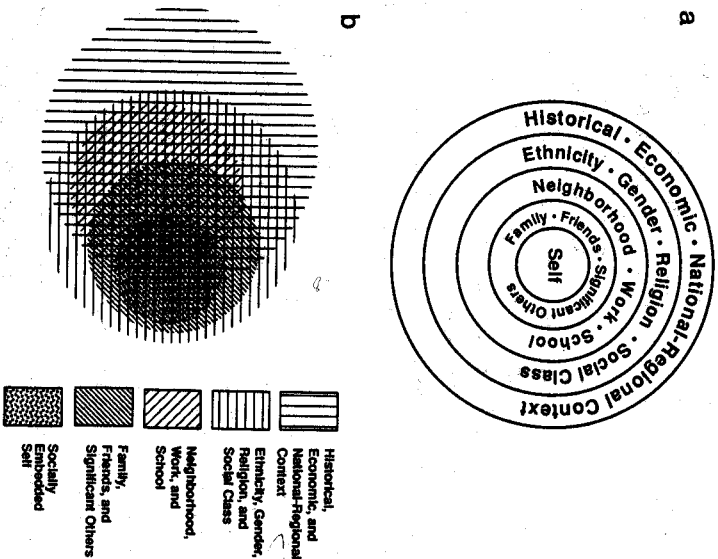 a
Historical · Economic · National-Regional Context
Ethnicity · Gender · Religion · Social Class
Neighborhood · Work · School
Family · Friends · Significant Others
Self
b
Historical,
Economic, and
National-Regional
Context
Ethnicity, Gender,
Religion, and
Social Class
Neighborhood,
Work, and
School
Family,
Friends, and
Significant Others
Socially
Embedded
Self